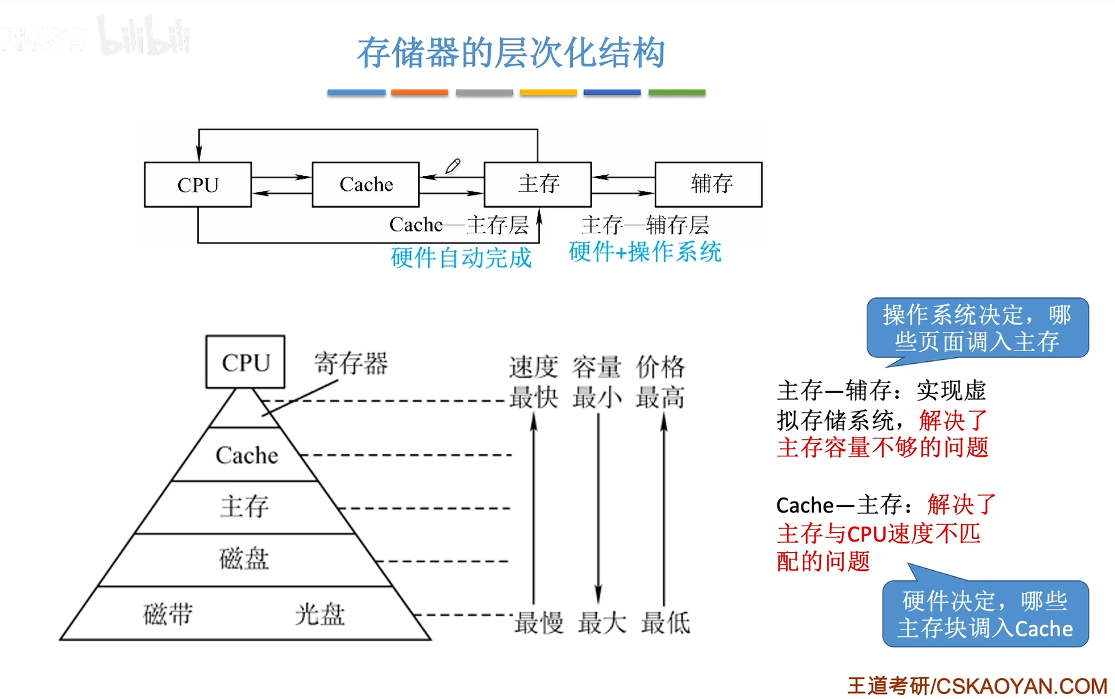 bilibili
存储器的层次化结构
CPU
Cache
主存
辅存
Cache—主存层
主存—辅存层
硬件自动完成
硬件+操作系统
CPU
寄存器
Cache
主存
磁盘
磁带
光盘
速度 容量 价格
最快 最小 最高
最慢 最大 最低
操作系统决定，哪
些页面调入主存
主存—辅存：实现虚
拟存储系统，解决了
主存容量不够的问题
Cache—主存：解决了
主存与CPU速度不匹
配的问题
硬件决定，哪些
主存块调入Cache
王道考研/CSKAOYAN.COM